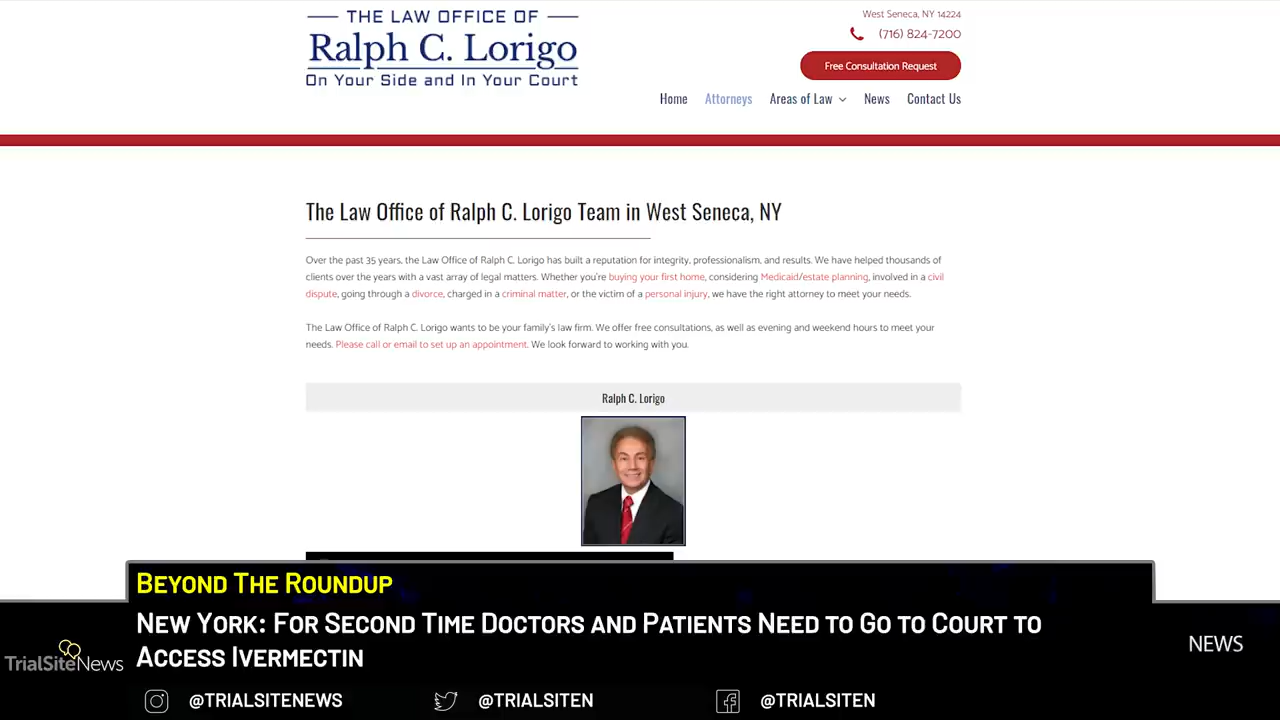 THE LAW OFFICE OF
Ralph C. Lorigo
On Your Side and In Your Court
West Seneca, NY 14224
(716) 824-7200
Free Consultation Request
Home Attorneys Areas of Law News Contact Us
The Law Office of Ralph C. Lorigo Team in West Seneca, NY
Over the past 35 years, the Law Office of Ralph C. Lorigo has built a reputation for integrity, professionalism, and results. We have helped thousands of
clients over the years with a vast array of legal matters. Whether you're buying your first home, considering Medicaid/estate planning, involved in a civil
dispute, going through a divorce, charged in a criminal matter, or the victim of a personal injury, we have the right attorney to meet your needs.
The Law Office of Ralph C. Lorigo wants to be your family's law firm. We offer free consultations, as well as evening and weekend hours to meet your
needs. Please call or email to set up an appointment. We look forward to working with you.
Ralph C. Lorigo
BEYOND THE ROUNDUP
NEW YORK: FOR SECOND TIME DOCTORS AND PATIENTS NEED TO GO TO COURT TO
ACCESS IVERMECTIN
TrialSiteNews
NEWS
@TRIALSITENEWS @TRIALSITEN @TRIALSITEN